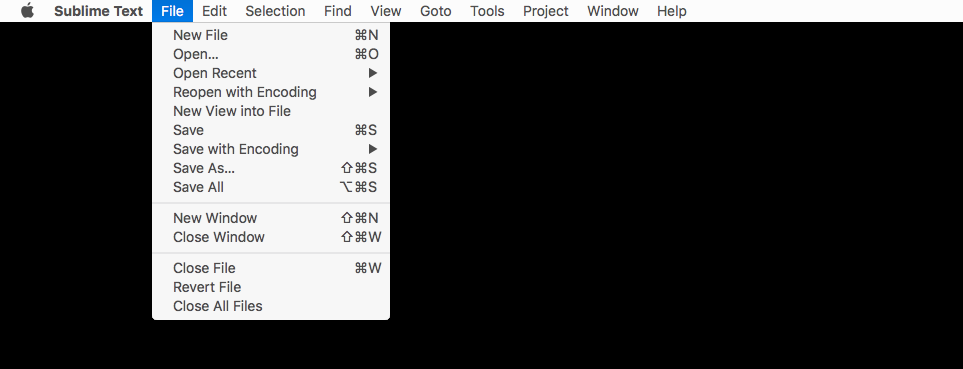 Sublime Text File Edit Selection Find View Goto Tools Project Window Help
New File ⌘N
Open... ⌘O
Open Recent ▶
Reopen with Encoding ▶
New View into File
Save ⌘S
Save with Encoding ▶
Save As... ⇧⌘S
Save All ⌥⌘S
New Window ⇧⌘N
Close Window ⇧⌘W
Close File ⌘W
Revert File
Close All Files